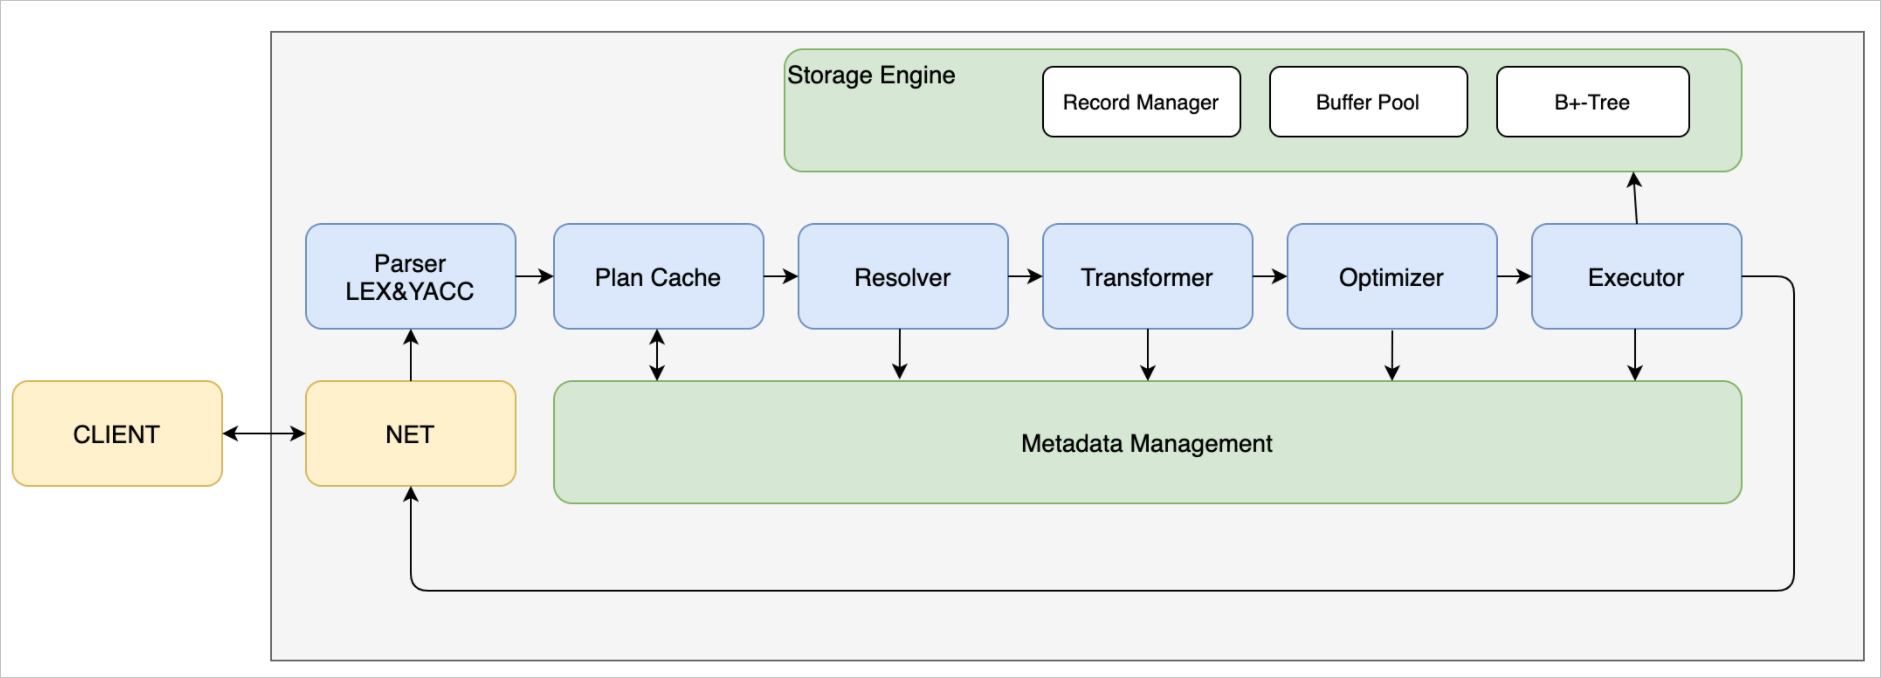 Storage Engine
Record Manager
Buffer Pool
B+-Tree
Parser
LEX&YACC
Plan Cache
Resolver
Transformer
Optimizer
Executor
CLIENT
NET
Metadata Management